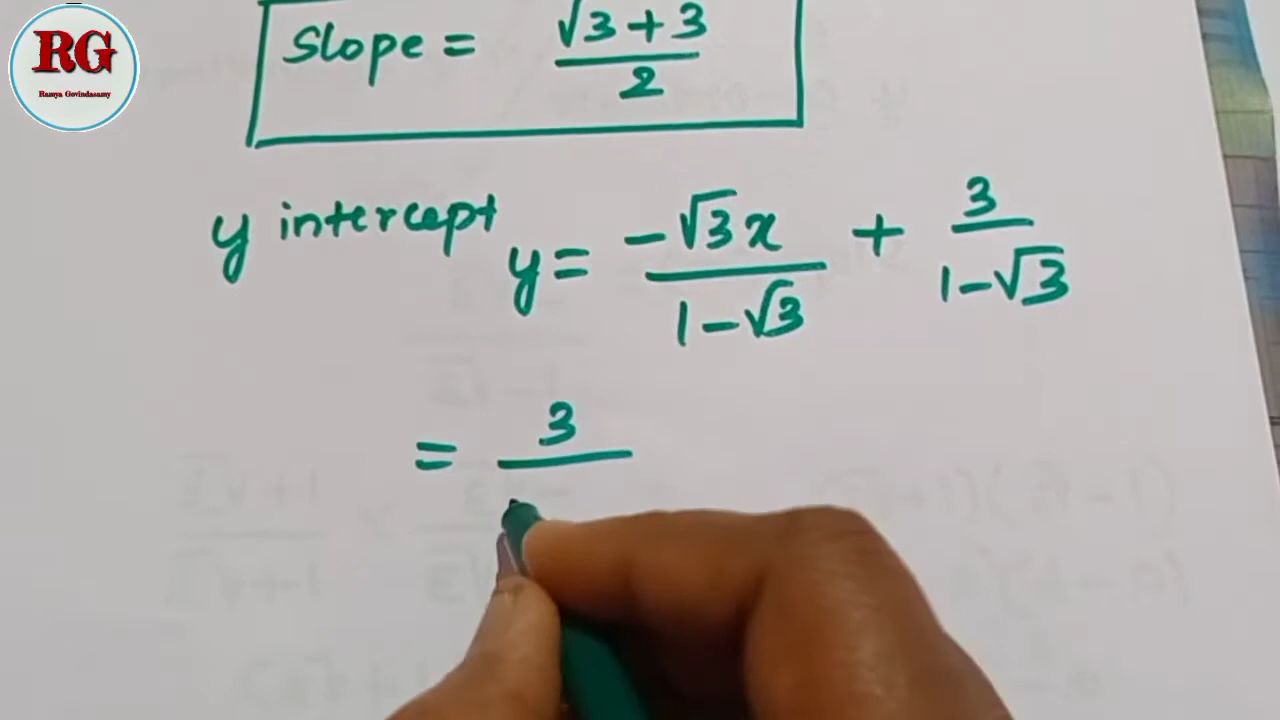 RG
Ramya Govindasamy
Slope = √3 + 3 / 2
y intercept y = -√3x / 1-√3 + 3 / 1-√3
= 3 /